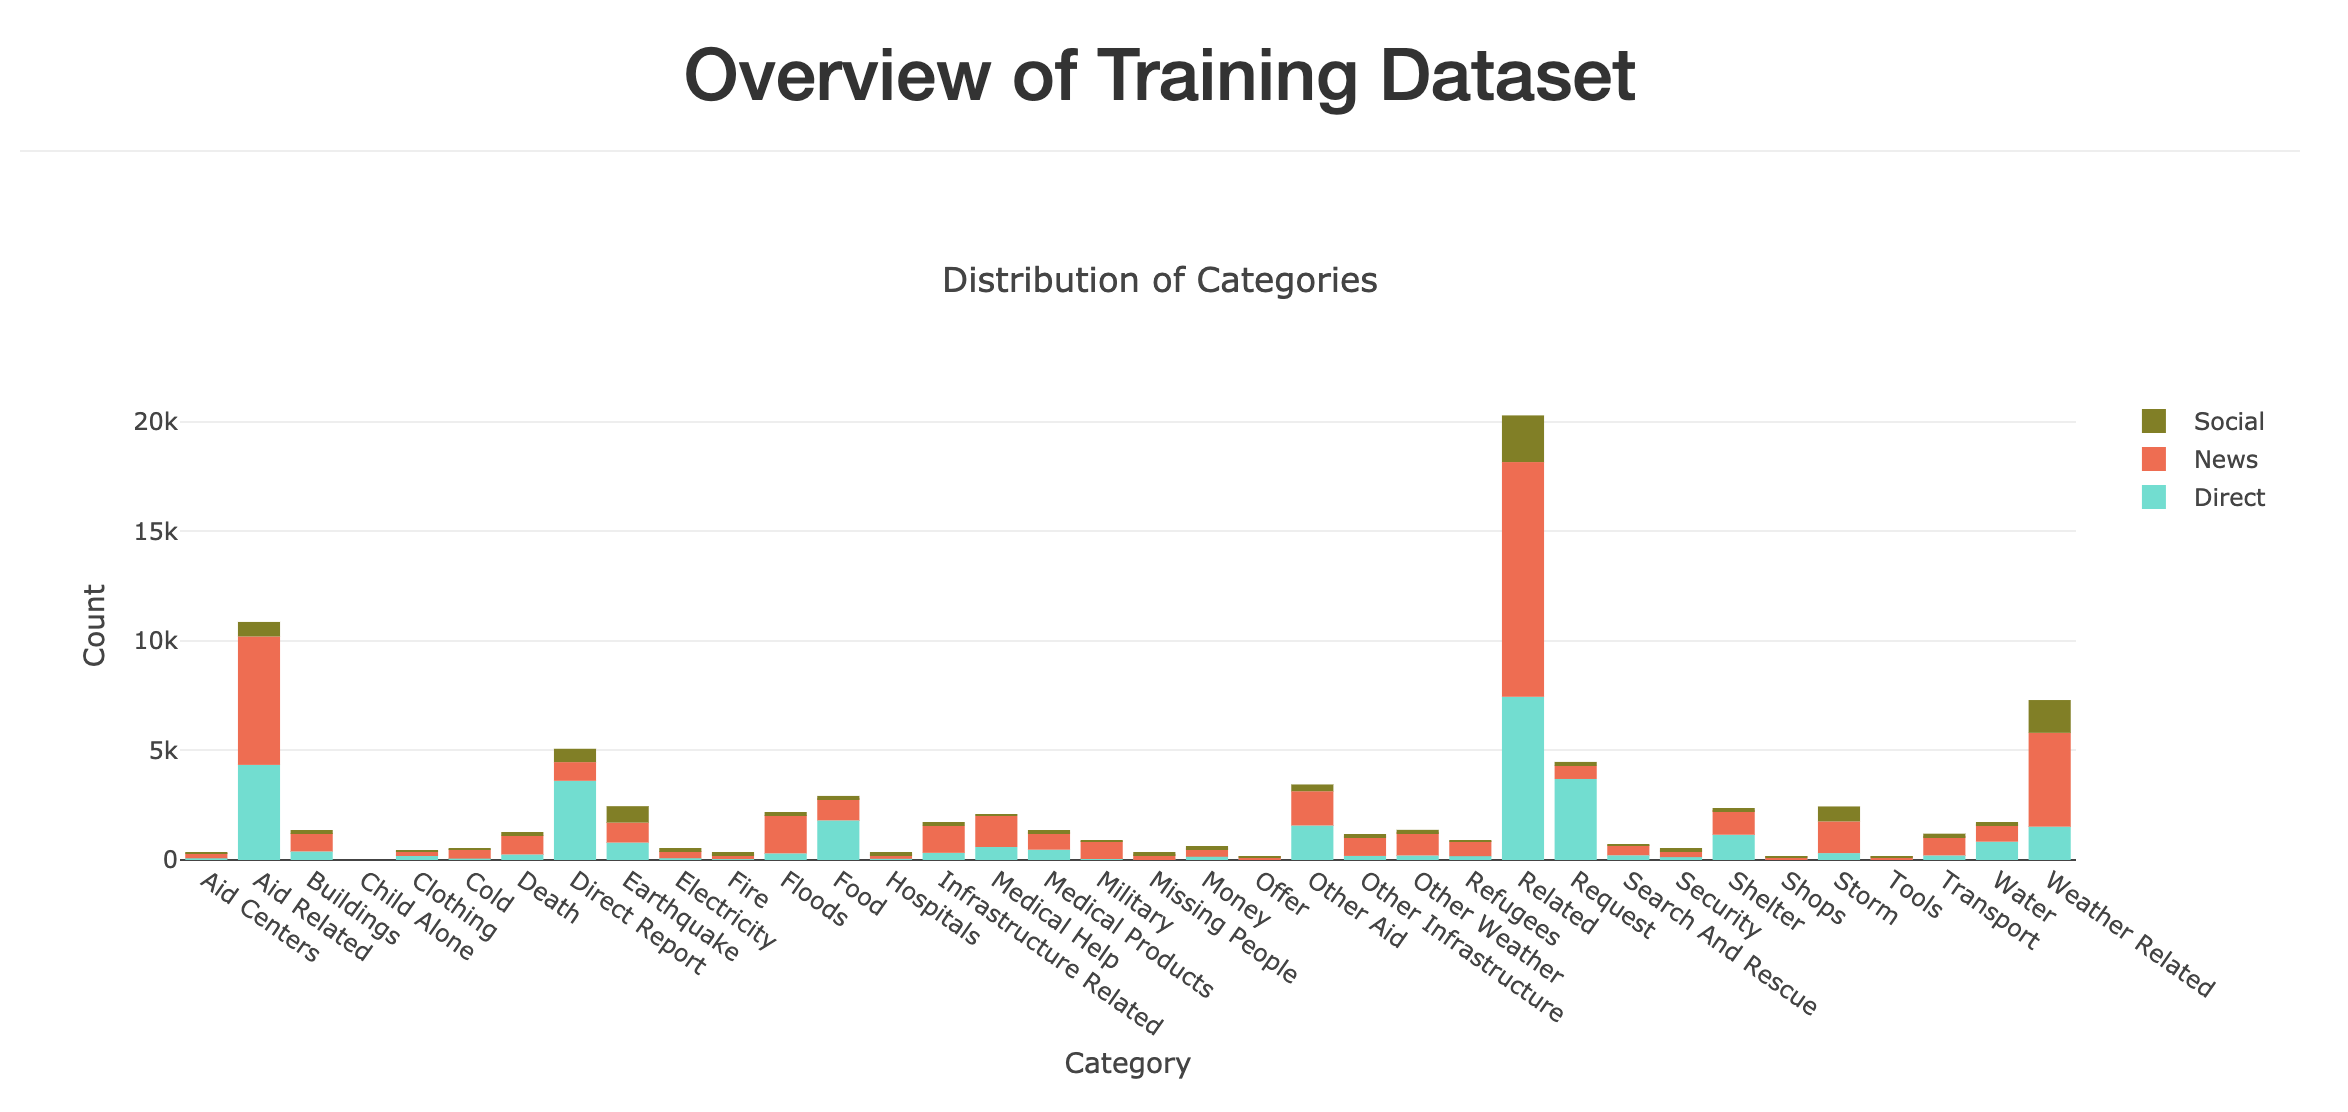 Overview of Training Dataset
Distribution of Categories
20k
15k
10k
5k
0
Count
Social
News
Direct
Aid Centers
Aid Related
Buildings
Child Alone
Clothing
Cold
Death
Direct Report
Earthquake
Electricity
Fire
Floods
Food
Hospitals
Infrastructure Related
Medical Help
Medical Products
Military
Missing People
Money
Offer
Other Aid
Other Infrastructure
Other Weather
Refugees
Related
Request
Search And Rescue
Security
Shelter
Shops
Storm
Tools
Transport
Water
Weather Related
Category